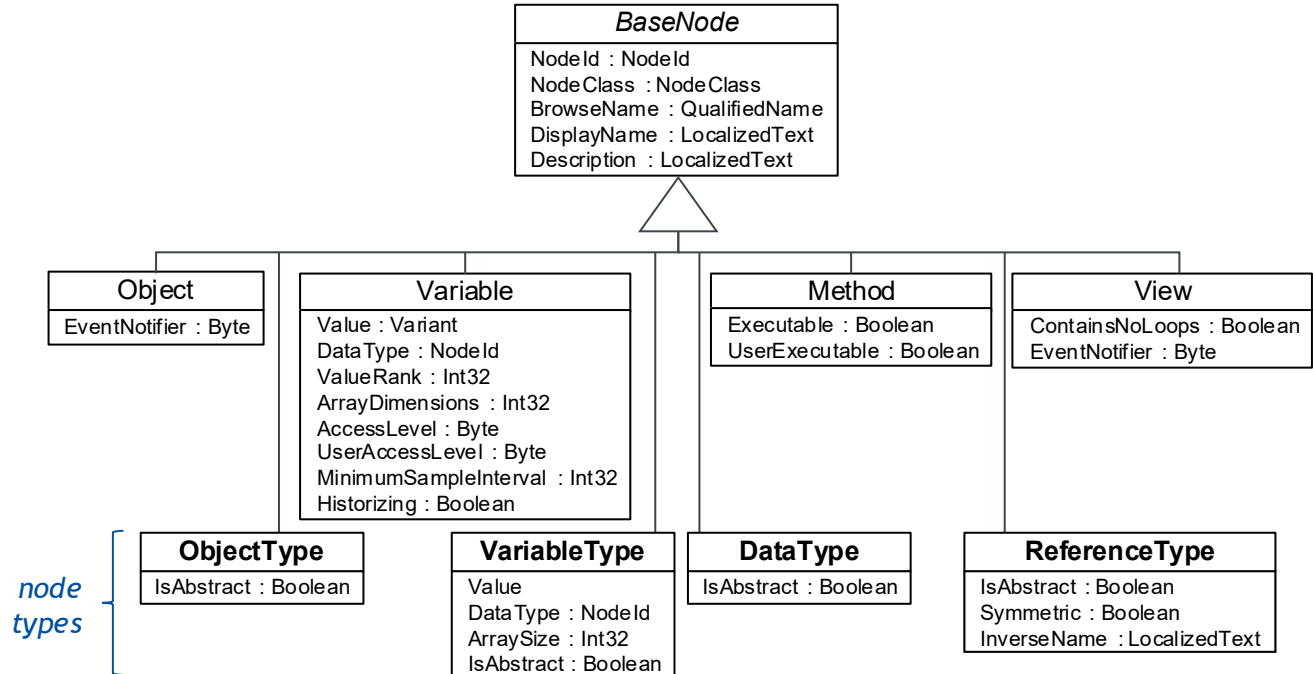 BaseNode
NodeId : NodeId
NodeClass : NodeClass
BrowseName : QualifiedName
DisplayName : LocalizedText
Description : LocalizedText
Object
EventNotifier : Byte
Variable
Value : Variant
DataType : NodeId
ValueRank : Int32
ArrayDimensions : Int32
AccessLevel : Byte
UserAccessLevel : Byte
MinimumSampleInterval : Int32
Historizing : Boolean
Method
Executable : Boolean
UserExecutable : Boolean
View
ContainsNoLoops : Boolean
EventNotifier : Byte
node
types
ObjectType
IsAbstract : Boolean
VariableType
Value
DataType : NodeId
ArraySize : Int32
IsAbstract : Boolean
DataType
IsAbstract : Boolean
ReferenceType
IsAbstract : Boolean
Symmetric : Boolean
InverseName : LocalizedText